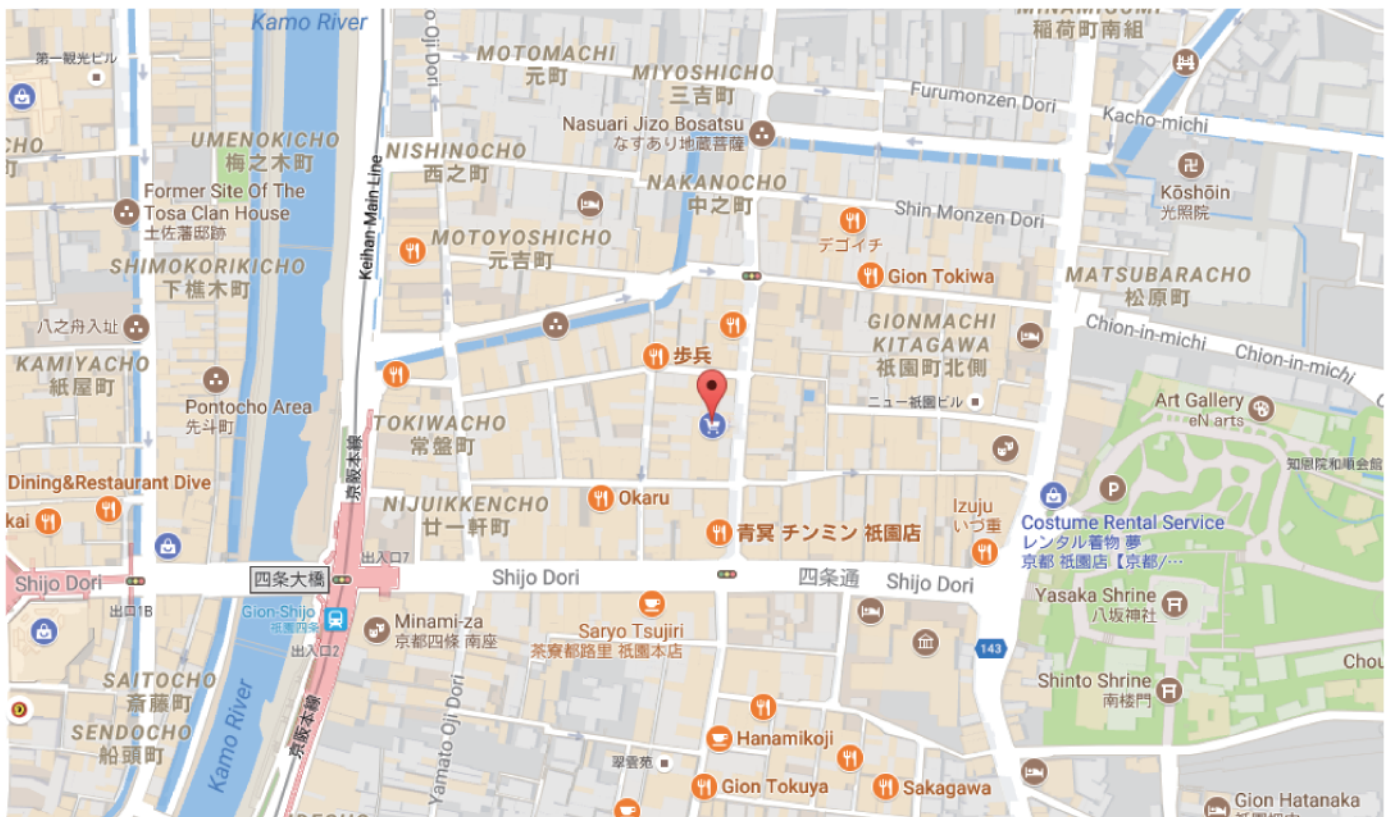 Kamo River
第一観光ビル
o Oji Dori
MOTOMACHI
元町
MIYOSHICHO
三吉町
稲荷町南組
Furumonzen Dori
Kacho-michi
Nasuari Jizo Bosatsu
なすあり地蔵菩薩
UMENOKICHO
梅之木町
CHO
町
NISHINOCHO
西之町
Keihan Main Line
NAKANOCHO
中之町
Kōshōin
光照院
Former Site Of The
Tosa Clan House
土佐藩邸跡
Shin Monzen Dori
デゴイチ
MOTOYOSHICHO
元吉町
SHIMOKORIKICHO
下樵木町
Gion Tokiwa
MATSUBARACHO
松原町
八之舟入址
GIONMACHI
KITAGAWA
祇園町北側
Chion-in-michi
Chion-in-michi
KAMIYACHO
紙屋町
歩兵
Pontocho Area
先斗町
ニュー祇園ビル
Art Gallery
eN arts
TOKIWACHO
常盤町
京阪本線
知恩院和順会館
Dining&Restaurant Dive
kai
NIJUIKKENCHO
廿一軒町
Okaru
青冥 チンミン 祇園店
Izuju
いづ重
Costume Rental Service
レンタル着物 夢
京都 祇園店【京都/…
出入口7
Shijo Dori
四条大橋
Shijo Dori
四条通
Shijo Dori
出口1B
Gion-Shijo
祇園四条
出入口2
Minami-za
京都四條 南座
Saryo Tsujiri
茶寮都路里 祇園本店
Yasaka Shrine
八坂神社
143
Chou
SAITOCHO
斎藤町
Shinto Shrine
南楼門
SENDOCHO
船頭町
Kamo River
京阪本線
Yamato Oji Dori
翠雲苑
Hanamikoji
Gion Tokuya
Sakagawa
Gion Hatanaka